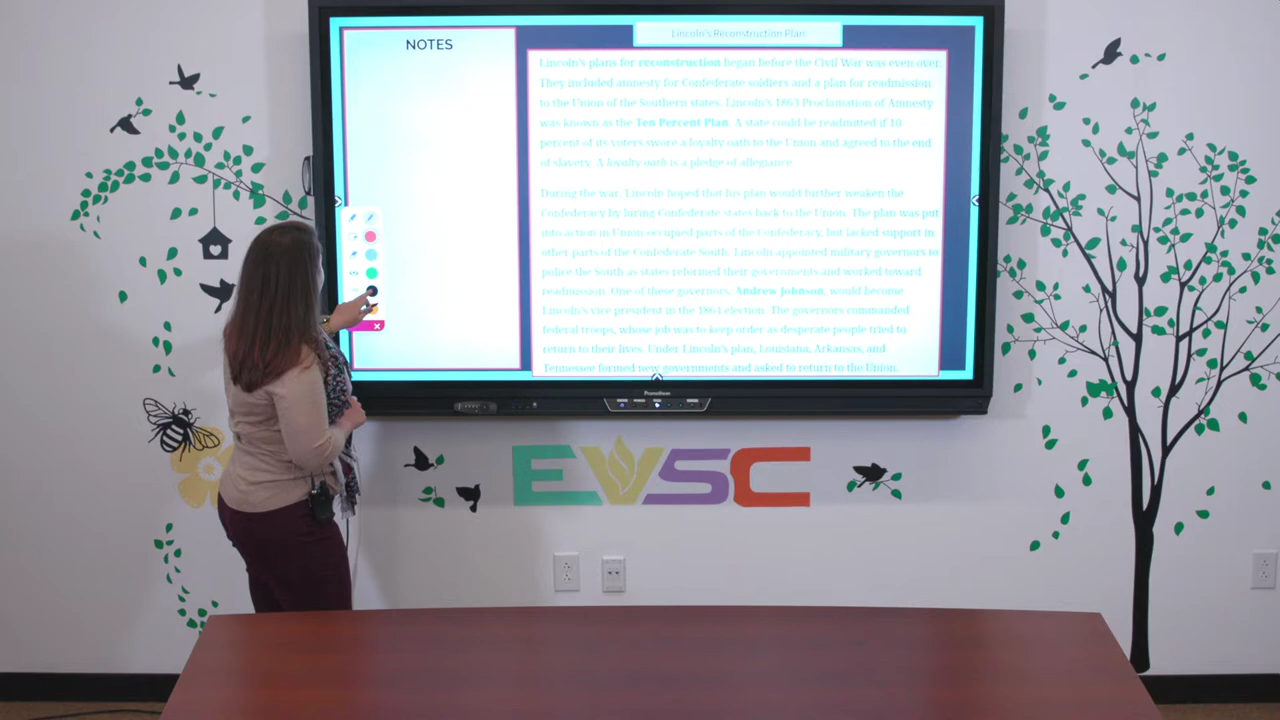 NOTES
Lincoln's Reconstruction Plan
Lincoln's plans for reconstruction began before the Civil War was even over.
They included amnesty for Confederate soldiers and a plan for readmission
to the Union of the Southern states. Lincoln's 1863 Proclamation of Amnesty
was known as the Ten Percent Plan. A state could be readmitted if 10
percent of its voters swore a loyalty oath to the Union and agreed to the end
of slavery. A loyalty oath is a pledge of allegiance.
During the war, Lincoln hoped that his plan would further weaken the
Confederacy by luring Confederate states back to the Union. The plan was put
into action in Union-occupied parts of the Confederacy, but lacked support in
other parts of the Confederate South. Lincoln appointed military governors to
police the South as states reformed their governments and worked toward
readmission. One of these governors, Andrew Johnson, would become
Lincoln's vice president in the 1864 election. The governors commanded
federal troops, whose job was to keep order as desperate people tried to
return to their lives. Under Lincoln's plan, Louisiana, Arkansas, and
Tennessee formed new governments and asked to return to the Union.
Promethean
EVSC